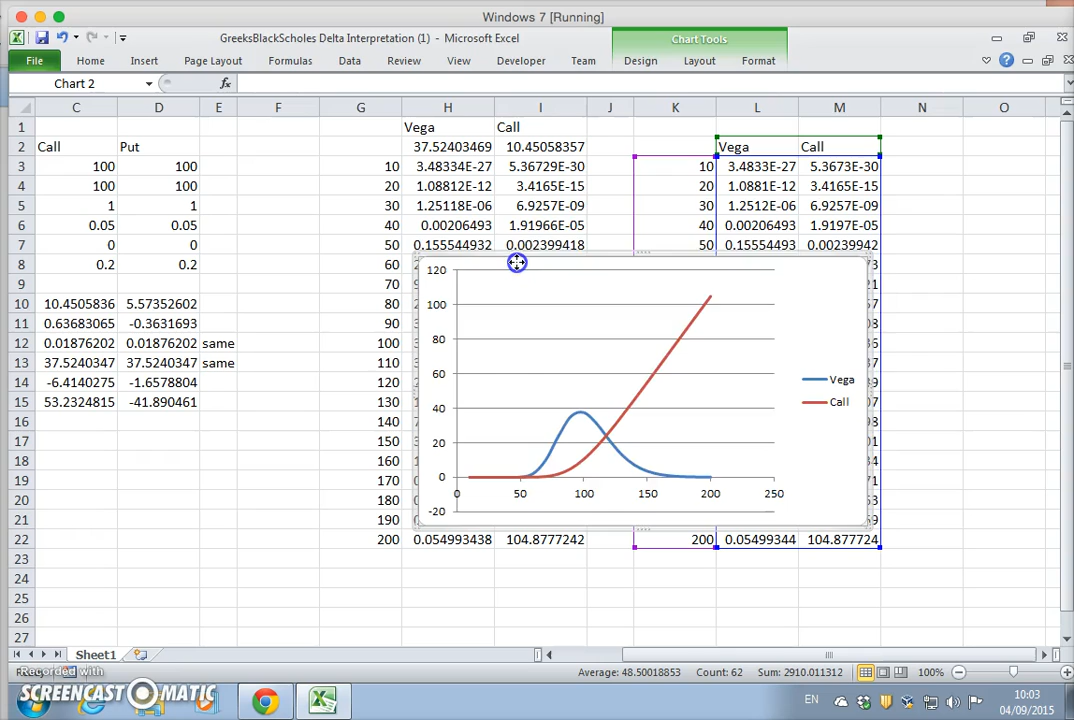 Windows 7 [Running]
GreeksBlackScholes Delta Interpretation (1) - Microsoft Excel
Chart Tools
File Home Insert Page Layout Formulas Data Review View Developer Team Design Layout Format
Chart 2 fx
C D E F G H I J K L M N O
1 Vega Call
2 Call Put 37.52403469 10.45058357 Vega Call
3 100 100 10 3.48334E-27 5.36729E-30 10 3.4833E-27 5.3673E-30
4 100 100 20 1.08812E-12 3.4165E-15 20 1.0881E-12 3.4165E-15
5 1 1 30 1.25118E-06 6.9257E-09 30 1.2512E-06 6.9257E-09
6 0.05 0.05 40 0.00206493 1.91966E-05 40 0.00206493 1.9197E-05
7 0 0 50 0.155544932 0.002399418 50 0.15554493 0.00239942
8 0.2 0.2 60
9 70
10 10.4505836 5.57352602 80
11 0.63683065 -0.3631693 90
12 0.01876202 0.01876202 same 100
13 37.5240347 37.5240347 same 110
14 -6.4140275 -1.6578804 120
15 53.2324815 -41.890461 130
16 140
17 150
18 160
19 170
20 180
21 190
22 200 0.054993438 104.8777242 200 0.05499344 104.877724
23
24
25
26
27
120
100
80
60
40
20
0
-20
0 50 100 150 200 250
Vega
Call
Sheet1
Recorded with
SCREENCAST-O-MATIC
Average: 48.50018853 Count: 62 Sum: 2910.011312 100%
EN 10:03
04/09/2015